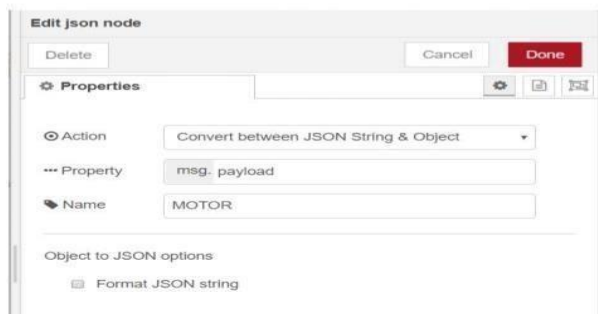 Edit json node
Delete Cancel Done
Properties
Action Convert between JSON String & Object
Property msg. payload
Name MOTOR
Object to JSON options
Format JSON string